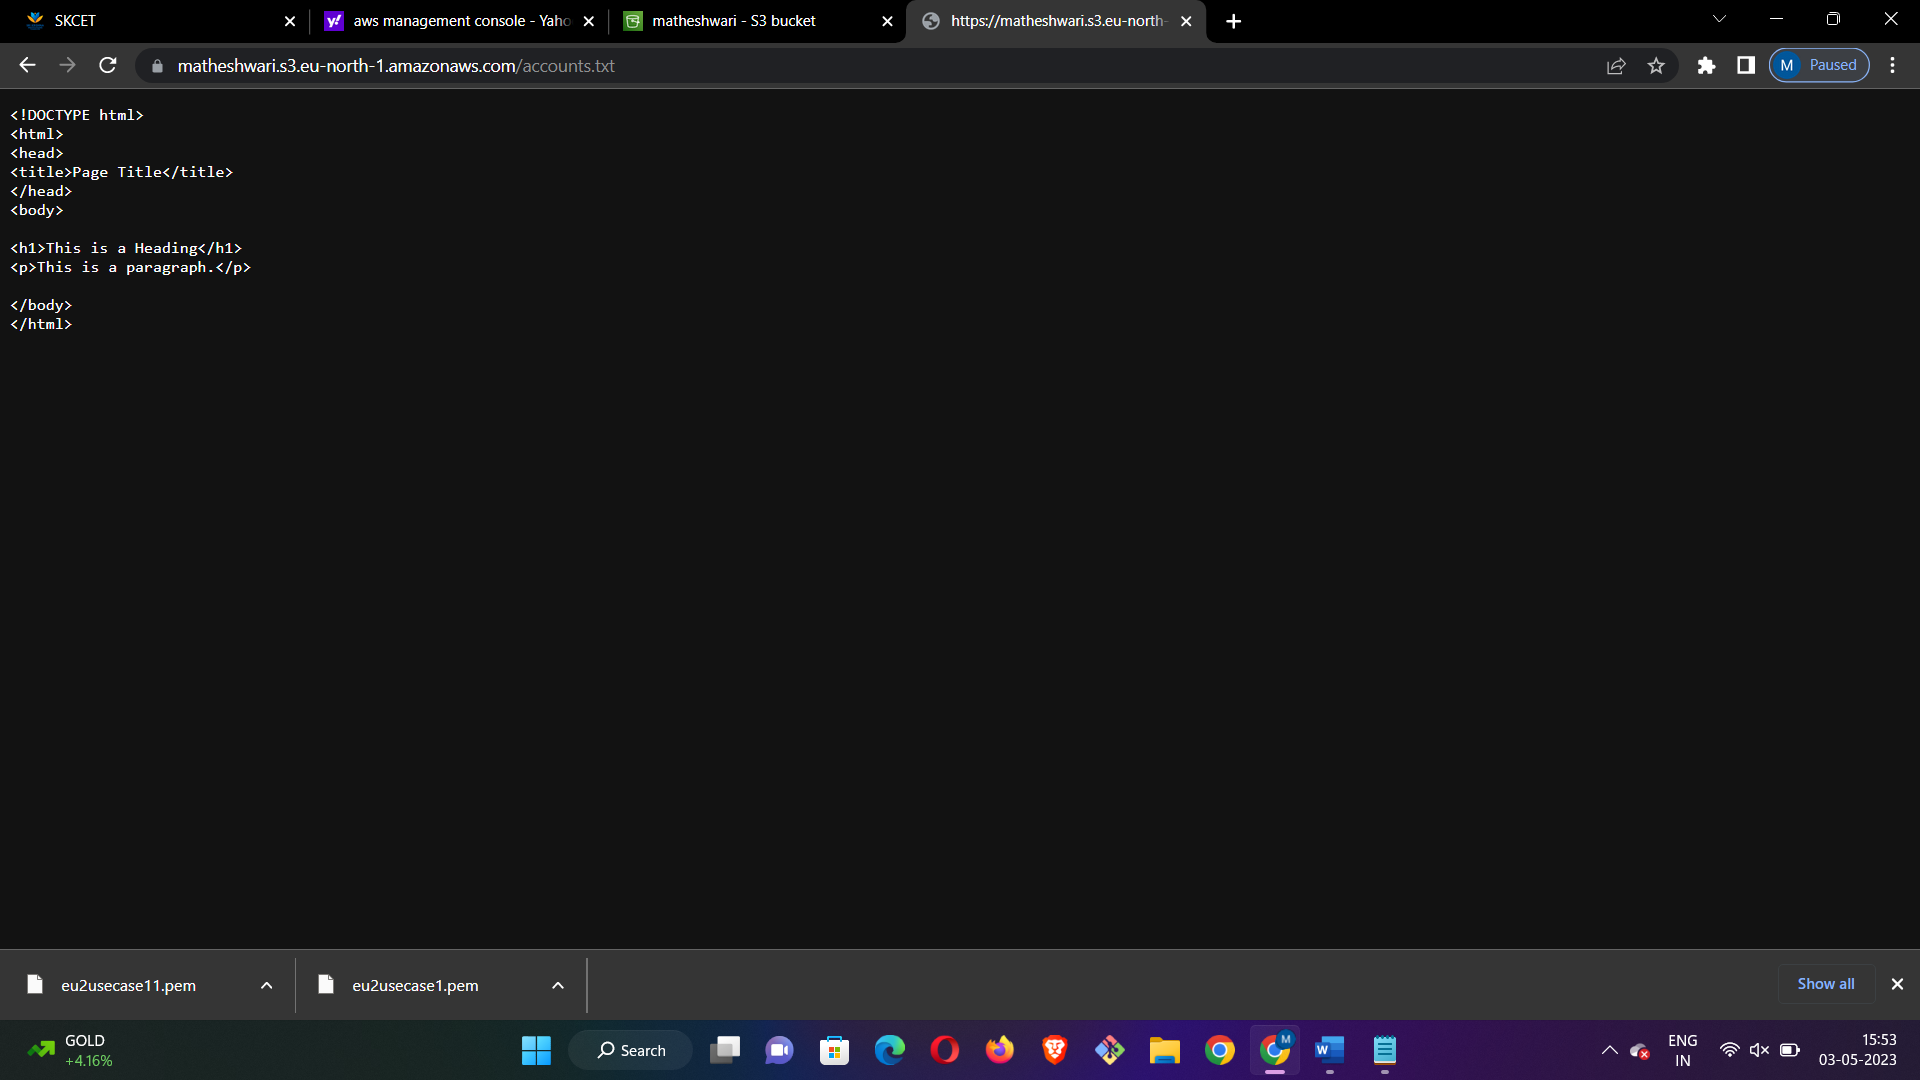 SKCET
aws management console - Yaho
matheshwari - S3 bucket
https://matheshwari.s3.eu-north-
matheshwari.s3.eu-north-1.amazonaws.com/accounts.txt
M
Paused
<!DOCTYPE html>
<html>
<head>
<title>Page Title</title>
</head>
<body>
<h1>This is a Heading</h1>
<p>This is a paragraph.</p>
</body>
</html>
eu2usecase11.pem
eu2usecase1.pem
Show all
GOLD
+4.16%
Search
M
W
ENG
IN
15:53
03-05-2023